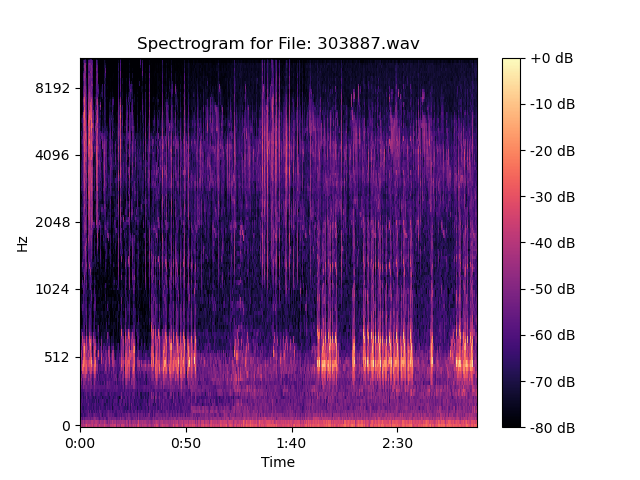 Spectrogram for File: 303887.wav
Hz
8192
4096
2048
1024
512
0
0:00
0:50
1:40
2:30
Time
+0 dB
-10 dB
-20 dB
-30 dB
-40 dB
-50 dB
-60 dB
-70 dB
-80 dB